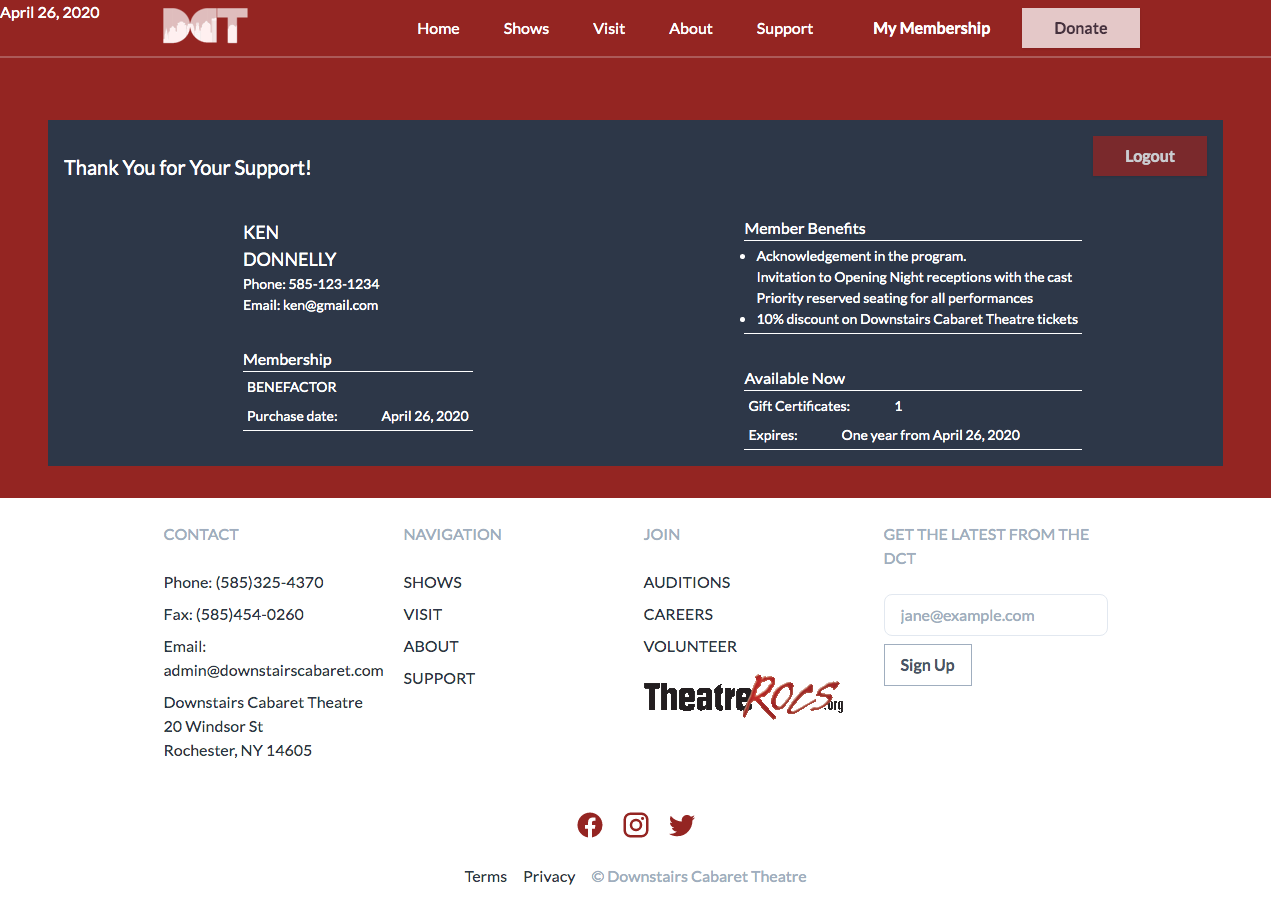 April 26, 2020
DCT
Home
Shows
Visit
About
Support
My Membership
Donate
Logout
Thank You for Your Support!
KEN
DONNELLY
Phone: 585-123-1234
Email: ken@gmail.com
Membership
BENEFACTOR
Purchase date: April 26, 2020
Member Benefits
• Acknowledgement in the program.
Invitation to Opening Night receptions with the cast
Priority reserved seating for all performances
• 10% discount on Downstairs Cabaret Theatre tickets
Available Now
Gift Certificates: 1
Expires: One year from April 26, 2020
CONTACT
Phone: (585)325-4370
Fax: (585)454-0260
Email:
admin@downstairscabaret.com
Downstairs Cabaret Theatre
20 Windsor St
Rochester, NY 14605
NAVIGATION
SHOWS
VISIT
ABOUT
SUPPORT
JOIN
AUDITIONS
CAREERS
VOLUNTEER
TheatreROCS.org
GET THE LATEST FROM THE
DCT
jane@example.com
Sign Up
Terms Privacy © Downstairs Cabaret Theatre